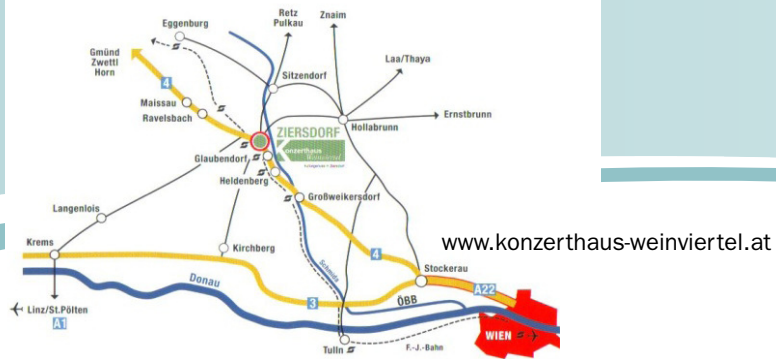 Retz
Pulkau
Znaim
Eggenburg
Gmünd
Zwettl
Horn
Laa/Thaya
Sitzendorf
4
Maissau
Ravelsbach
Ernstbrunn
Hollabrunn
ZIERSDORF
Konzerthaus
Weinviertel
Glaubendorf
Heldenberg
Großweikersdorf
Langenlois
Krems
Kirchberg
www.konzerthaus-weinviertel.at
4
Schmida
Stockerau
Donau
A22
Linz/St.Pölten
A1
3
ÖBB
WIEN
Tulln
F.-J.-Bahn